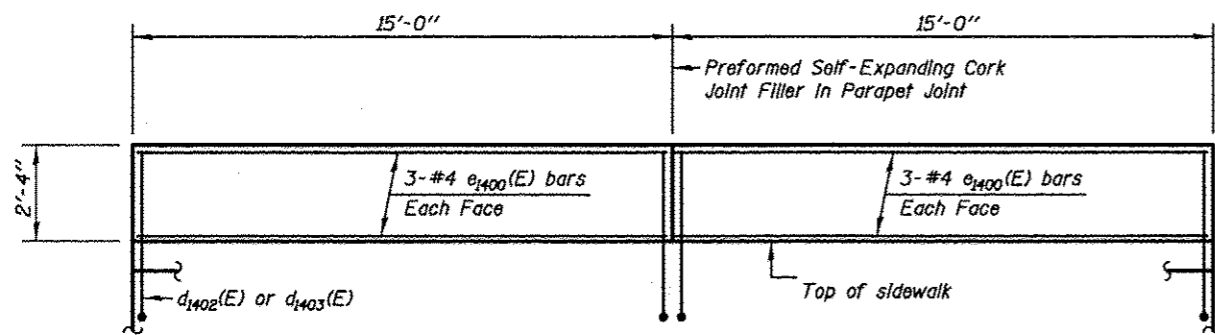 15'-0"
15'-0"
Preformed Self-Expanding Cork
Joint Filler in Parapet Joint
2'-4"
3-#4 e1400(E) bars
Each Face
3-#4 e1400(E) bars
Each Face
d1402(E) or d1403(E)
Top of sidewalk